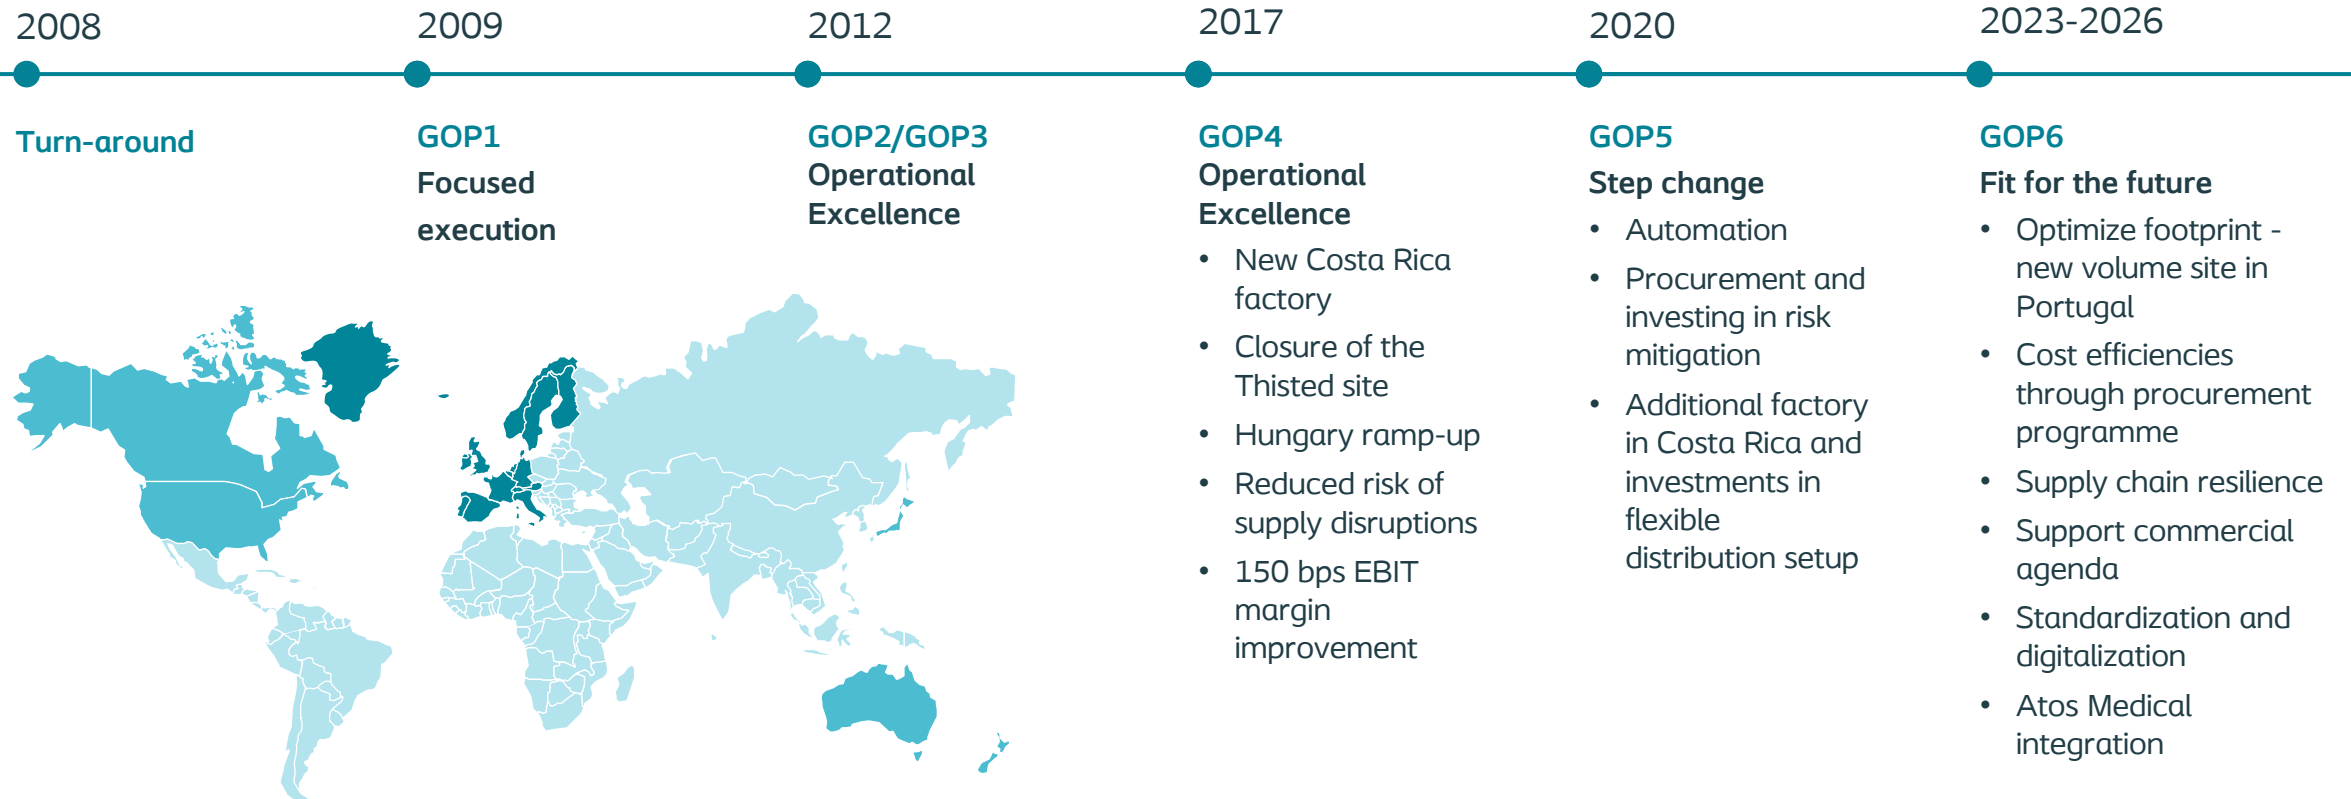 2008
Turn-around
2009
GOP1
Focused
execution
2012
GOP2/GOP3
Operational
Excellence
2017
GOP4
Operational
Excellence
• New Costa Rica
factory
• Closure of the
Thisted site
• Hungary ramp-up
• Reduced risk of
supply disruptions
• 150 bps EBIT
margin
improvement
2020
GOP5
Step change
• Automation
• Procurement and
investing in risk
mitigation
• Additional factory
in Costa Rica and
investments in
flexible
distribution setup
2023-2026
GOP6
Fit for the future
• Optimize footprint -
new volume site in
Portugal
• Cost efficiencies
through procurement
programme
• Supply chain resilience
• Support commercial
agenda
• Standardization and
digitalization
• Atos Medical
integration